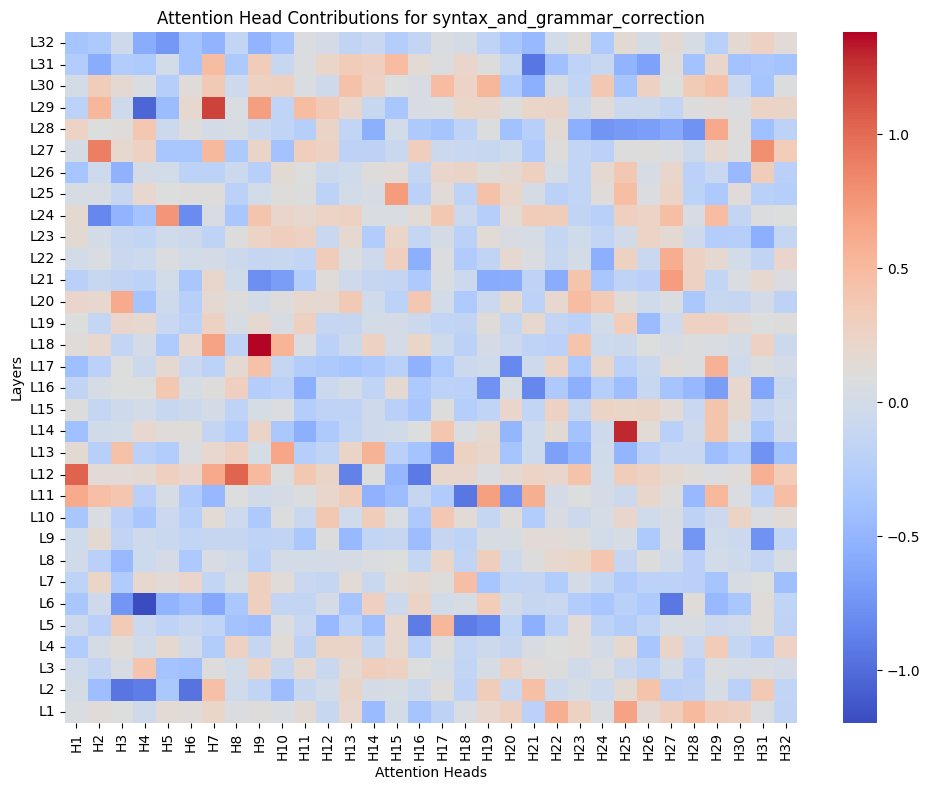 Attention Head Contributions for syntax_and_grammar_correction
Layers
L32
L31
L30
L29
L28
L27
L26
L25
L24
L23
L22
L21
L20
L19
L18
L17
L16
L15
L14
L13
L12
L11
L10
L9
L8
L7
L6
L5
L4
L3
L2
L1
H1 H2 H3 H4 H5 H6 H7 H8 H9 H10 H11 H12 H13 H14 H15 H16 H17 H18 H19 H20 H21 H22 H23 H24 H25 H26 H27 H28 H29 H30 H31 H32
Attention Heads
1.0
0.5
0.0
−0.5
−1.0